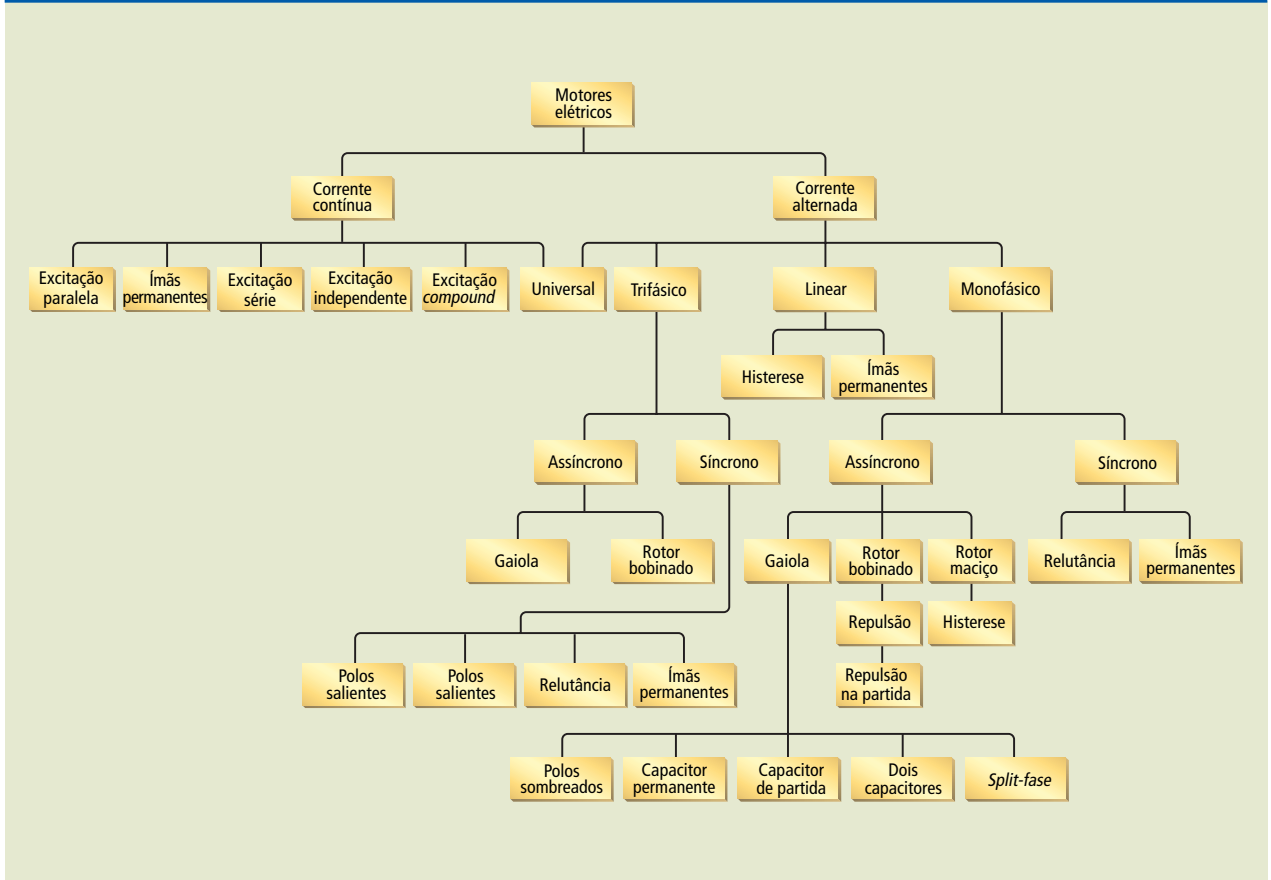 Motores
elétricos
Corrente
contínua
Corrente
alternada
Excitação
paralela
Ímãs
permanentes
Excitação
série
Excitação
independente
Excitação
compound
Universal
Trifásico
Linear
Monofásico
Histerese
Ímãs
permanentes
Assíncrono
Síncrono
Assíncrono
Síncrono
Gaiola
Rotor
bobinado
Gaiola
Rotor
bobinado
Rotor
maciço
Relutância
Ímãs
permanentes
Repulsão
Histerese
Polos
salientes
Polos
salientes
Relutância
Ímãs
permanentes
Repulsão
na partida
Polos
sombreados
Capacitor
permanente
Capacitor
de partida
Dois
capacitores
Split-fase